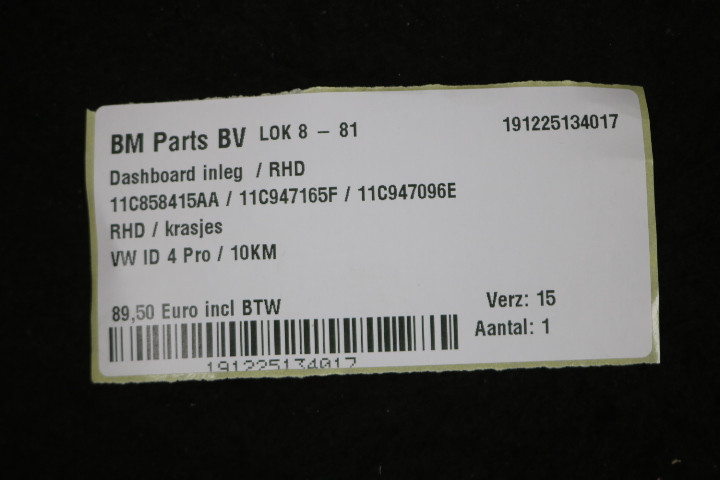 BM Parts BV LOK 8 - 81 191225134017
Dashboard inleg / RHD
11C858415AA / 11C947165F / 11C947096E
RHD / krasjes
VW ID 4 Pro / 10KM
89,50 Euro incl BTW Verz: 15
Aantal: 1
191225134017